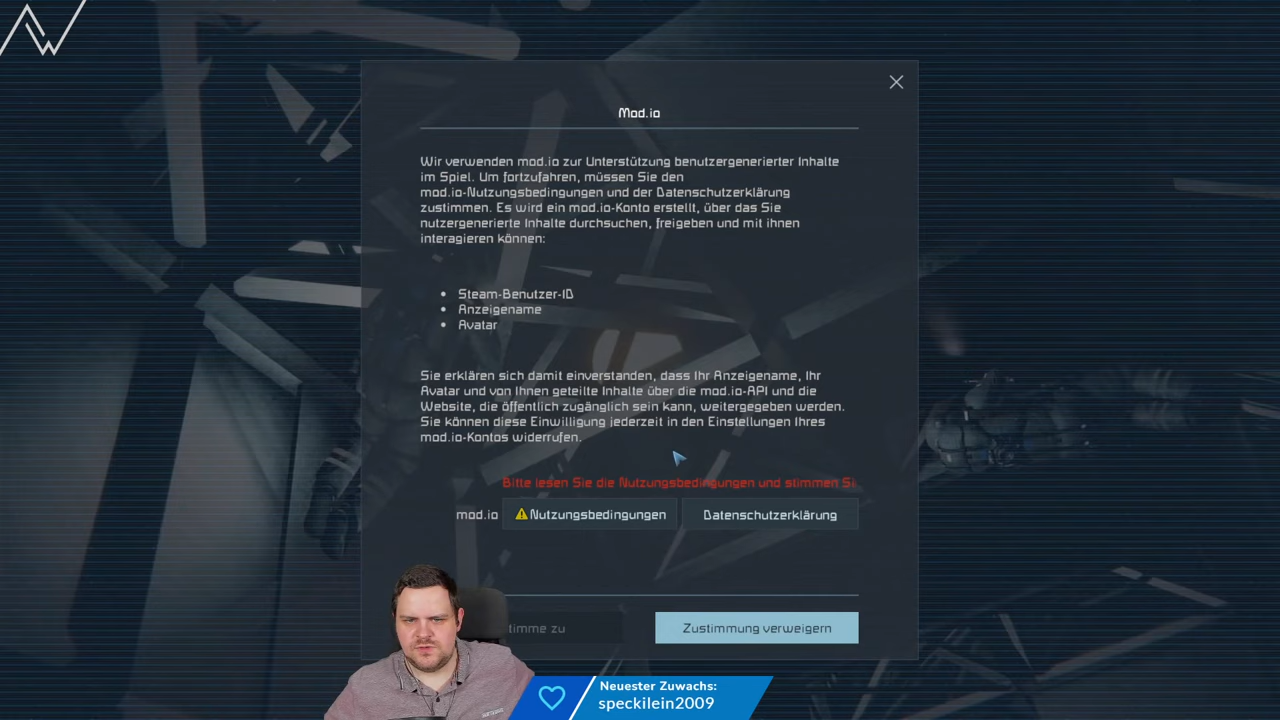 Mod.io
Wir verwenden mod.io zur Unterstützung benutzergenerierter Inhalte
im Spiel. Um fortzufahren, müssen Sie den
mod.io-Nutzungsbedingungen und der Datenschutzerklärung
zustimmen. Es wird ein mod.io-Konto erstellt, über das Sie
nutzergenerierte Inhalte durchsuchen, freigeben und mit ihnen
interagieren können:
• Steam-Benutzer-ID
• Anzeigename
• Avatar
Sie erklären sich damit einverstanden, dass Ihr Anzeigename, Ihr
Avatar und von Ihnen geteilte Inhalte über die mod.io-API und die
Website, die öffentlich zugänglich sein kann, weitergegeben werden.
Sie können diese Einwilligung jederzeit in den Einstellungen Ihres
mod.io-Kontos widerrufen.
Bitte lesen Sie die Nutzungsbedingungen und stimmen Si
mod.io Nutzungsbedingungen Datenschutzerklärung
timme zu Zustimmung verweigern
Neuester Zuwachs:
speckilein2009